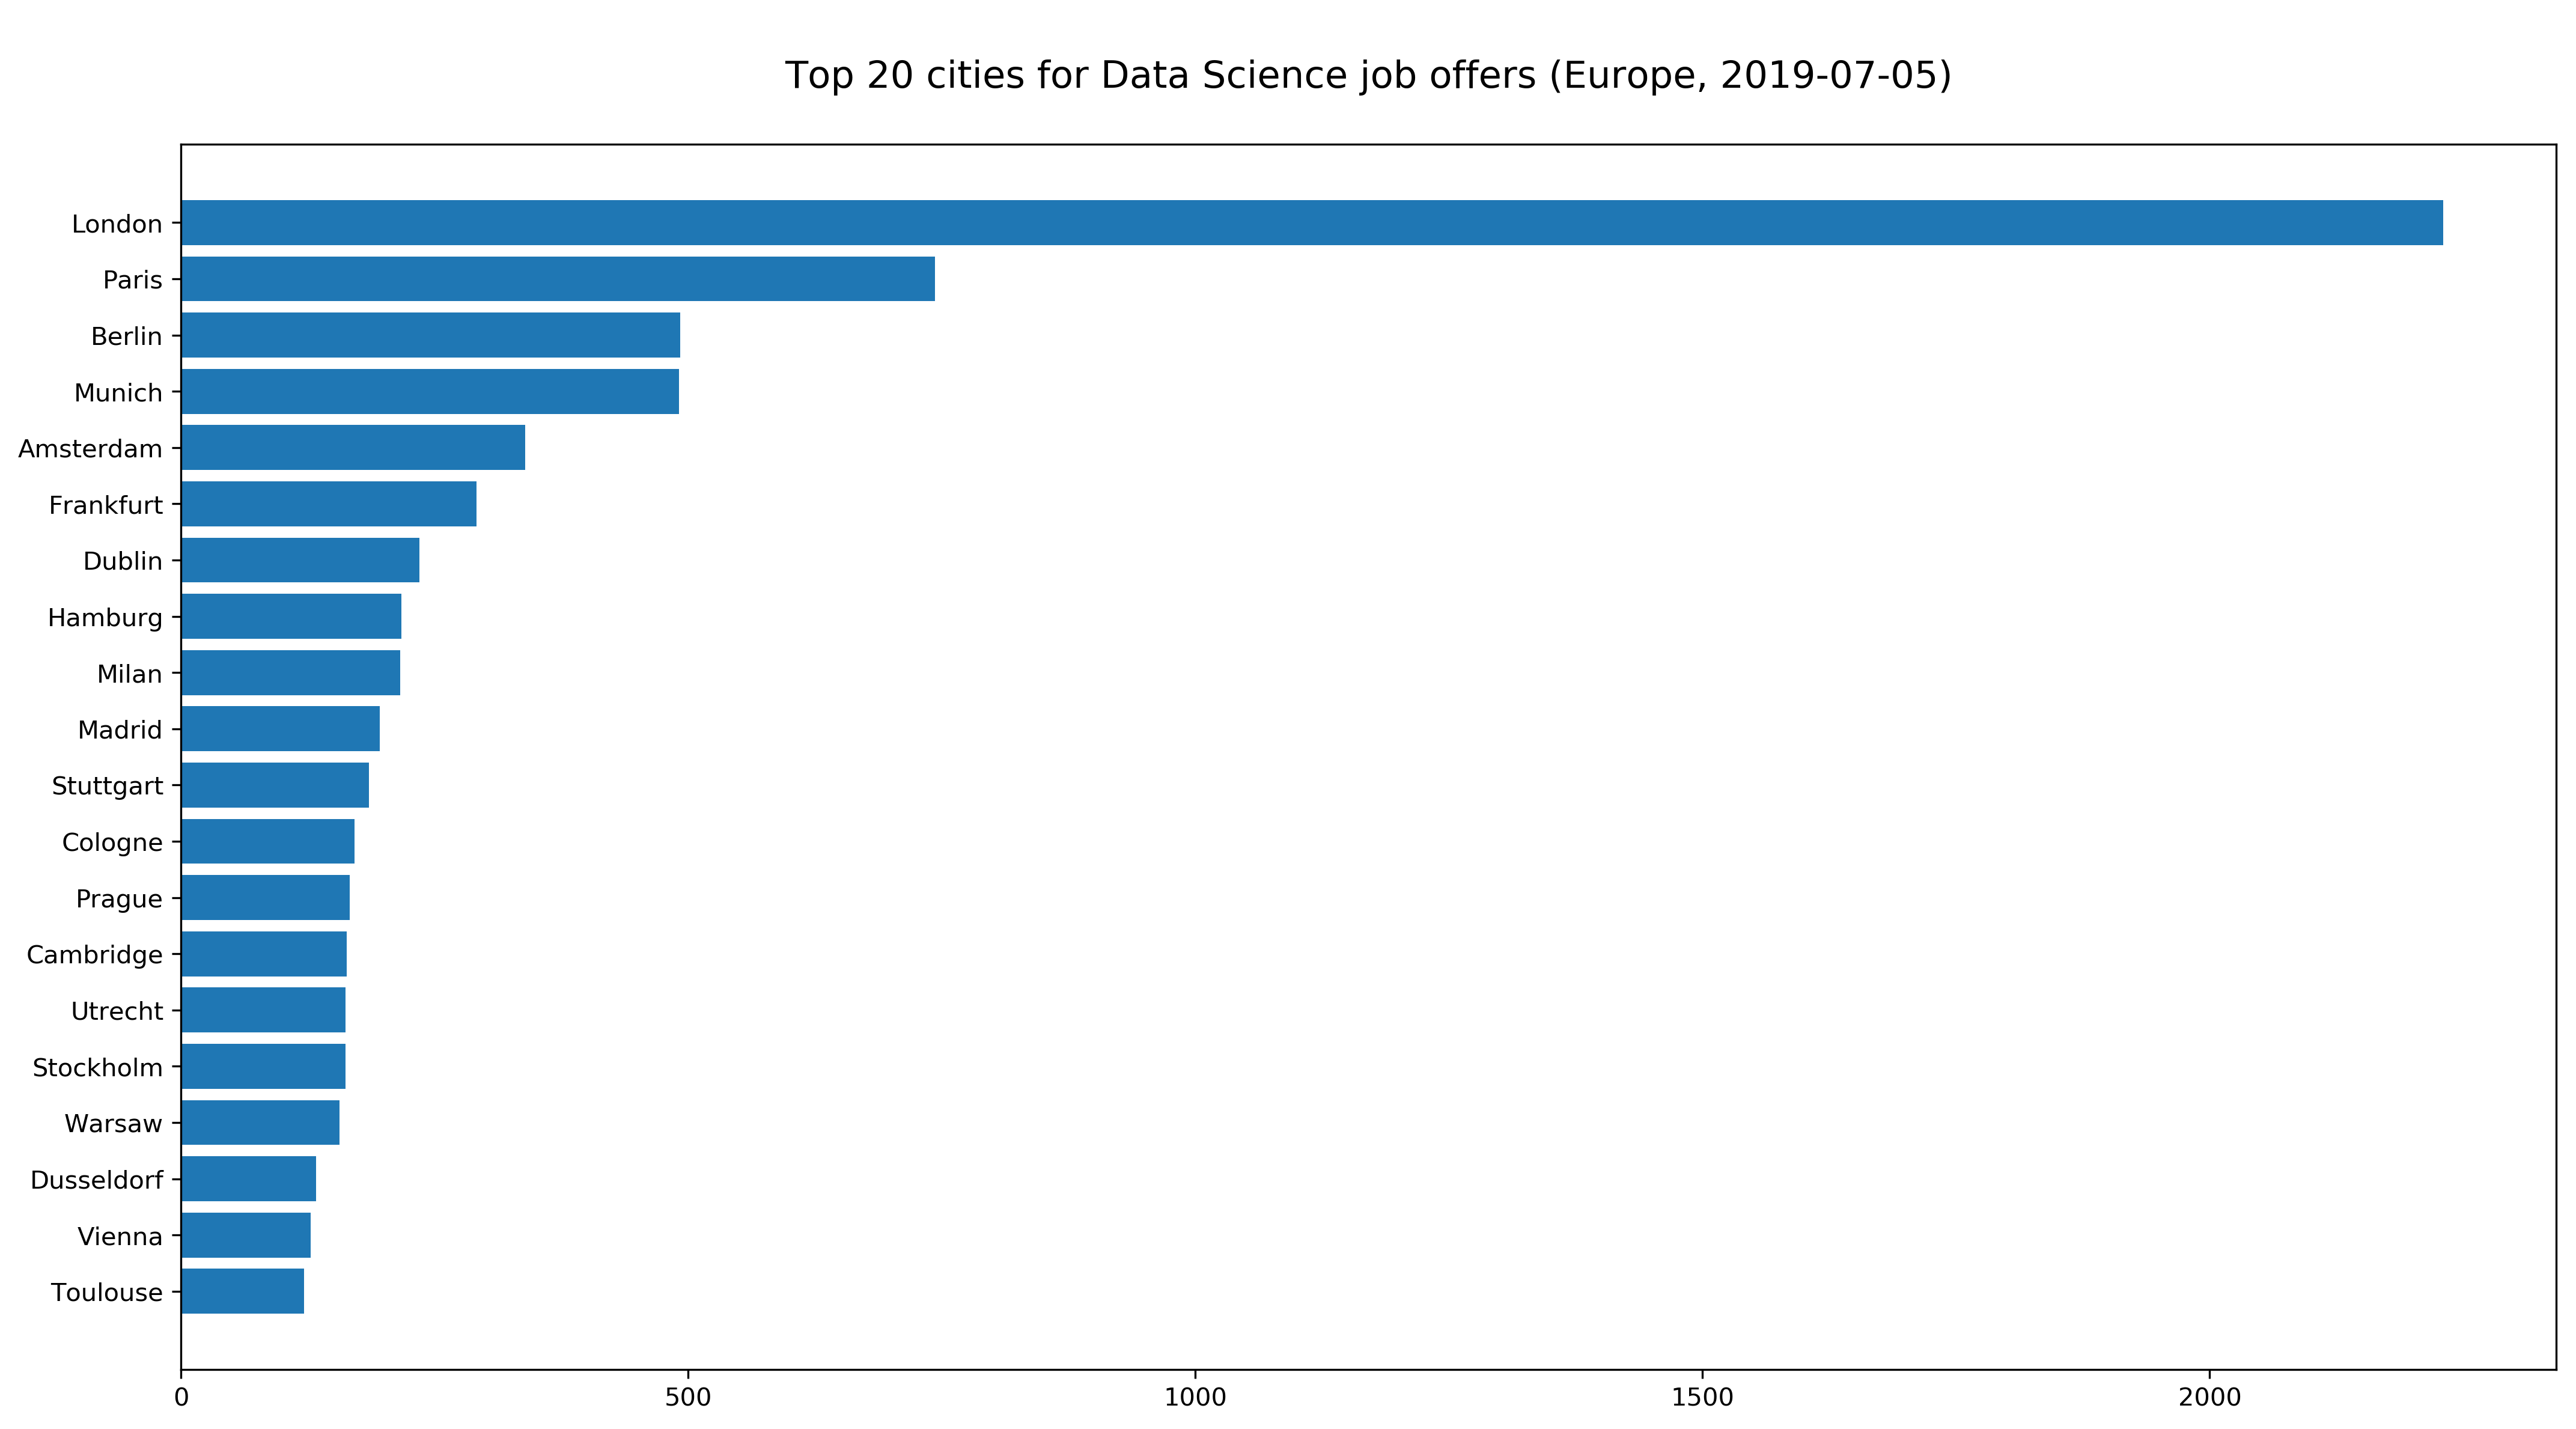 Top 20 cities for Data Science job offers (Europe, 2019-07-05)
London
Paris
Berlin
Munich
Amsterdam
Frankfurt
Dublin
Hamburg
Milan
Madrid
Stuttgart
Cologne
Prague
Cambridge
Utrecht
Stockholm
Warsaw
Dusseldorf
Vienna
Toulouse
0 500 1000 1500 2000